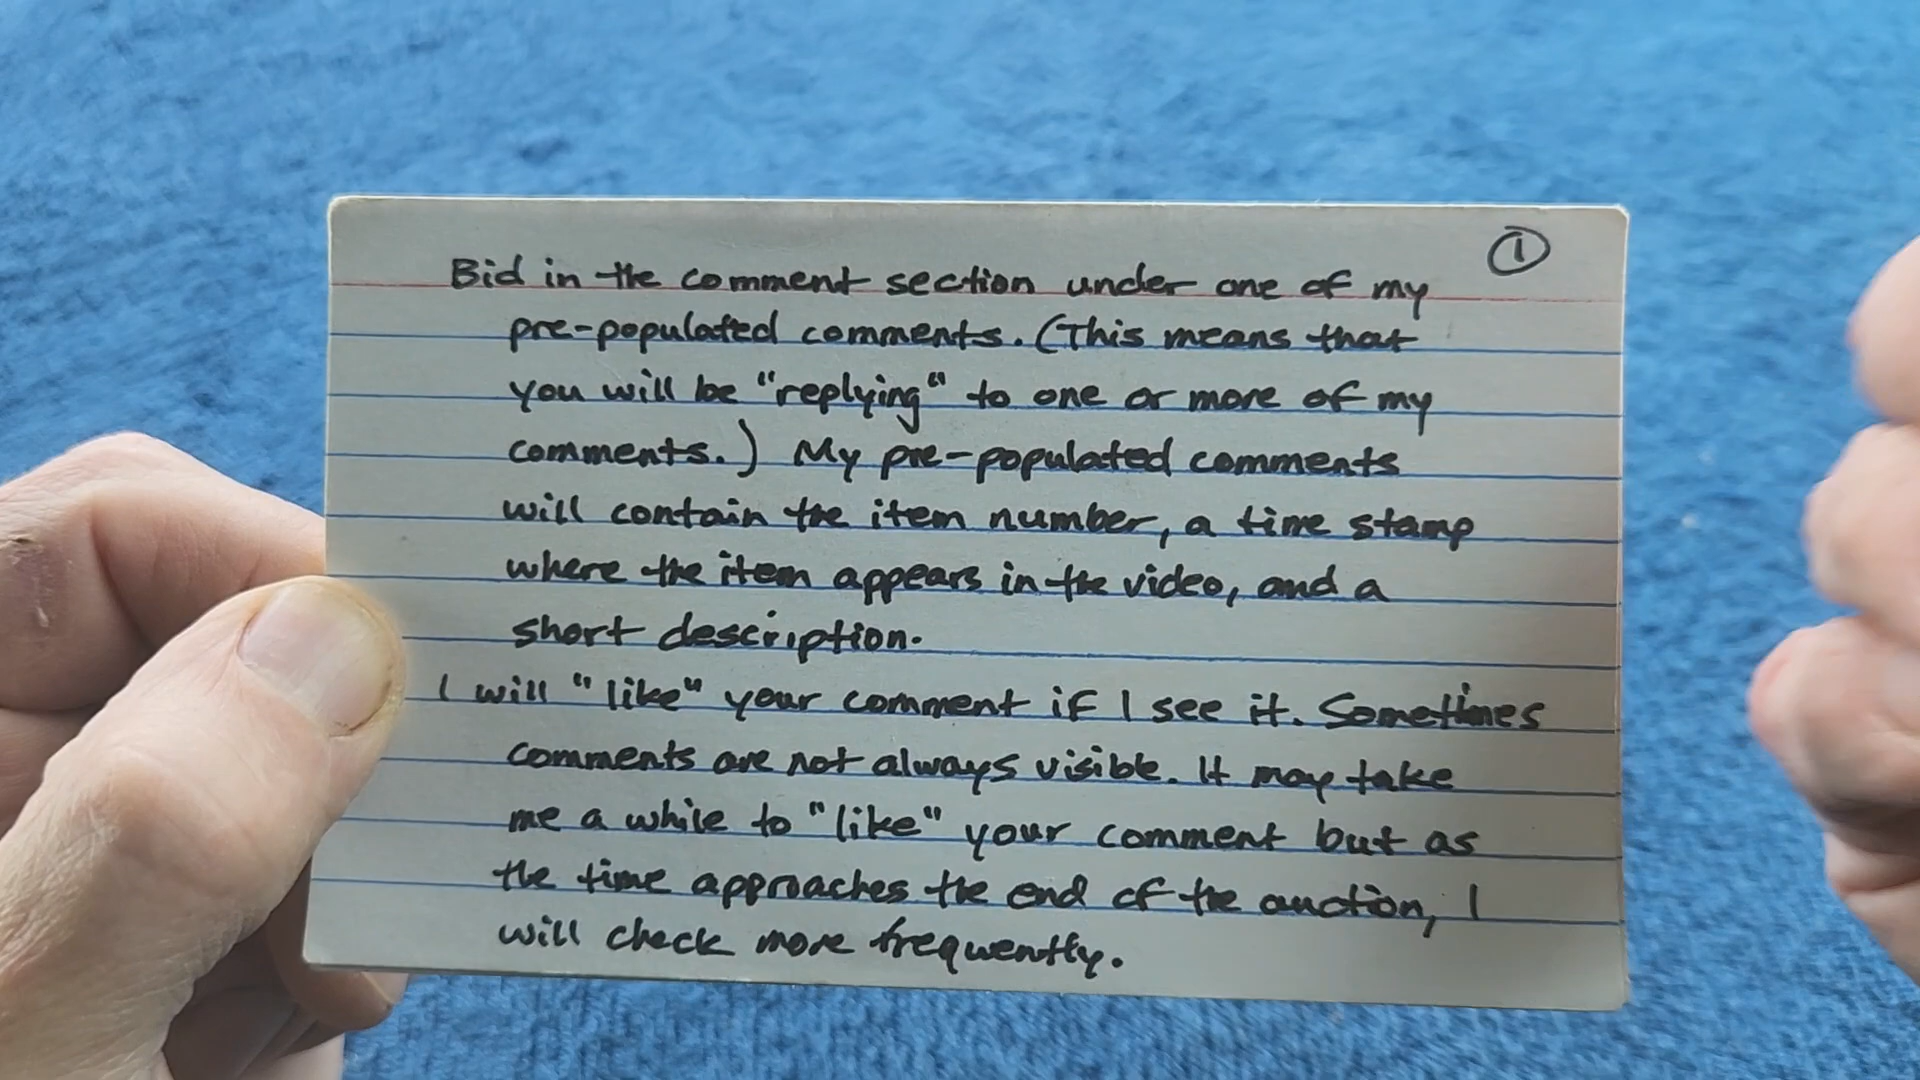 ①
Bid in the comment section under one of my
pre-populated comments. (This means that
you will be "replying" to one or more of my
comments.) My pre-populated comments
will contain the item number, a time stamp
where the item appears in the video, and a
short description.
I will "like" your comment if I see it. Sometimes
comments are not always visible. It may take
me a while to "like" your comment but as
the time approaches the end of the auction, I
will check more frequently.